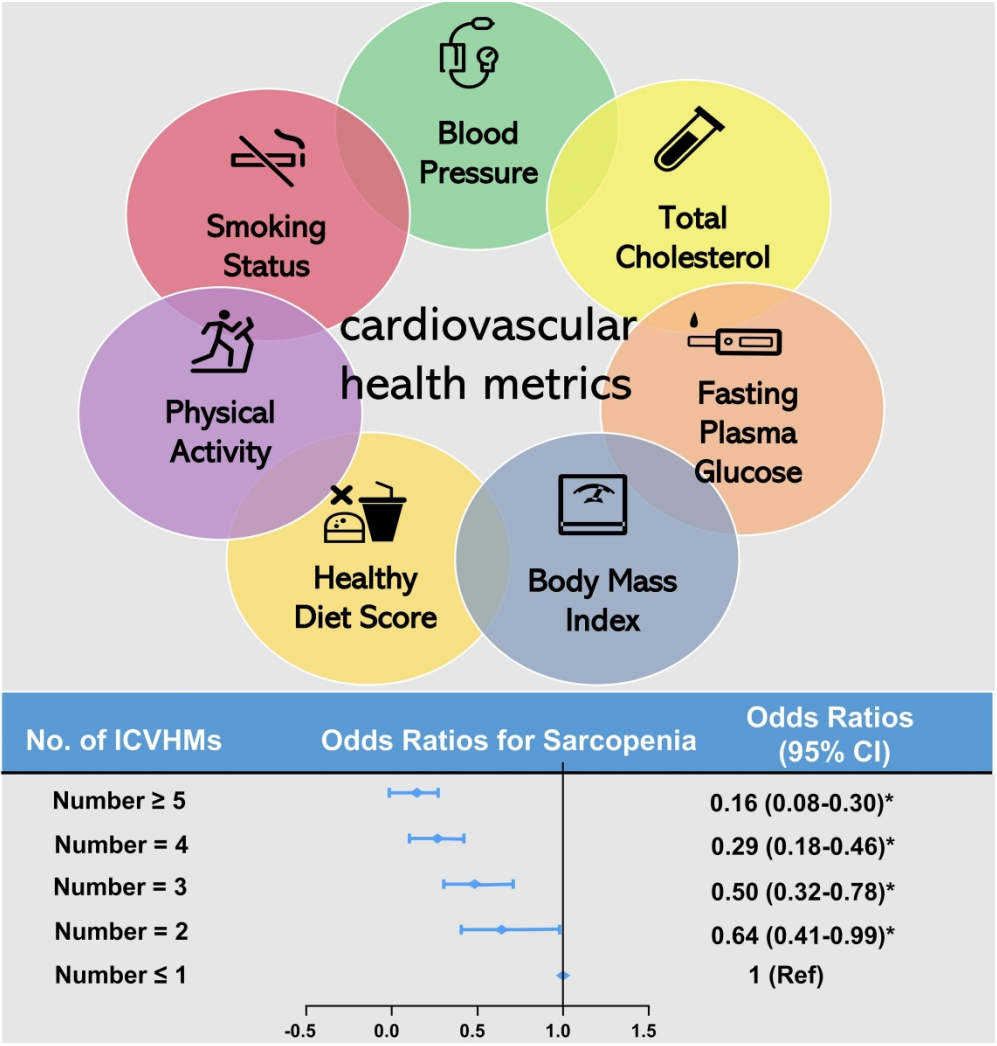 Blood
Pressure
Total
Cholesterol
Smoking
Status
cardiovascular
health metrics
Physical
Activity
Fasting
Plasma
Glucose
Healthy
Diet Score
Body Mass
Index
No. of ICVHMs
Odds Ratios for Sarcopenia
Odds Ratios
(95% CI)
Number ≥ 5
0.16 (0.08-0.30)*
Number = 4
0.29 (0.18-0.46)*
Number = 3
0.50 (0.32-0.78)*
Number = 2
0.64 (0.41-0.99)*
Number ≤ 1
1 (Ref)
-0.5 0.0 0.5 1.0 1.5